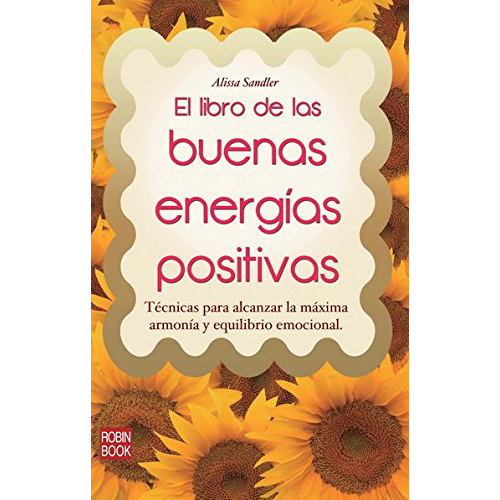 Alissa Sandler
El libro de las
buenas
energías
positivas
Técnicas para alcanzar la máxima
armonía y equilibrio emocional.
ROBIN
BOOK